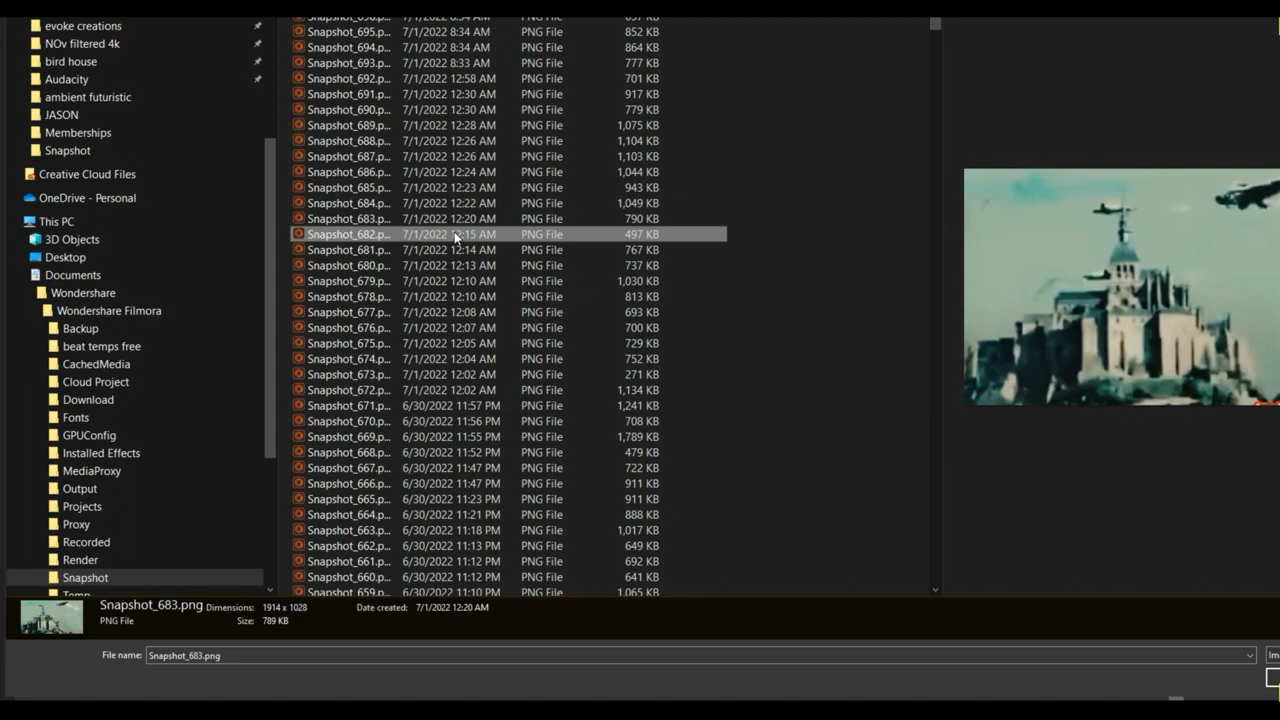 evoke creations
NOv filtered 4k
bird house
Audacity
ambient futuristic
JASON
Memberships
Snapshot
Creative Cloud Files
OneDrive - Personal
This PC
3D Objects
Desktop
Documents
Wondershare
Wondershare Filmora
Backup
beat temps free
CachedMedia
Cloud Project
Download
Fonts
GPUConfig
Installed Effects
MediaProxy
Output
Projects
Proxy
Recorded
Render
Snapshot
Snapshot_695.p... 7/1/2022 8:34 AM PNG File 852 KB
Snapshot_694.p... 7/1/2022 8:34 AM PNG File 864 KB
Snapshot_693.p... 7/1/2022 8:33 AM PNG File 777 KB
Snapshot_692.p... 7/1/2022 12:58 AM PNG File 701 KB
Snapshot_691.p... 7/1/2022 12:30 AM PNG File 917 KB
Snapshot_690.p... 7/1/2022 12:30 AM PNG File 779 KB
Snapshot_689.p... 7/1/2022 12:28 AM PNG File 1,075 KB
Snapshot_688.p... 7/1/2022 12:26 AM PNG File 1,104 KB
Snapshot_687.p... 7/1/2022 12:26 AM PNG File 1,103 KB
Snapshot_686.p... 7/1/2022 12:24 AM PNG File 1,044 KB
Snapshot_685.p... 7/1/2022 12:23 AM PNG File 943 KB
Snapshot_684.p... 7/1/2022 12:22 AM PNG File 1,049 KB
Snapshot_683.p... 7/1/2022 12:20 AM PNG File 790 KB
Snapshot_682.p... 7/1/2022 12:15 AM PNG File 497 KB
Snapshot_681.p... 7/1/2022 12:14 AM PNG File 767 KB
Snapshot_680.p... 7/1/2022 12:13 AM PNG File 737 KB
Snapshot_679.p... 7/1/2022 12:10 AM PNG File 1,030 KB
Snapshot_678.p... 7/1/2022 12:10 AM PNG File 813 KB
Snapshot_677.p... 7/1/2022 12:08 AM PNG File 693 KB
Snapshot_676.p... 7/1/2022 12:07 AM PNG File 700 KB
Snapshot_675.p... 7/1/2022 12:05 AM PNG File 729 KB
Snapshot_674.p... 7/1/2022 12:04 AM PNG File 752 KB
Snapshot_673.p... 7/1/2022 12:02 AM PNG File 271 KB
Snapshot_672.p... 7/1/2022 12:02 AM PNG File 1,134 KB
Snapshot_671.p... 6/30/2022 11:57 PM PNG File 1,241 KB
Snapshot_670.p... 6/30/2022 11:56 PM PNG File 708 KB
Snapshot_669.p... 6/30/2022 11:55 PM PNG File 1,789 KB
Snapshot_668.p... 6/30/2022 11:52 PM PNG File 479 KB
Snapshot_667.p... 6/30/2022 11:47 PM PNG File 722 KB
Snapshot_666.p... 6/30/2022 11:47 PM PNG File 911 KB
Snapshot_665.p... 6/30/2022 11:23 PM PNG File 911 KB
Snapshot_664.p... 6/30/2022 11:21 PM PNG File 888 KB
Snapshot_663.p... 6/30/2022 11:18 PM PNG File 1,017 KB
Snapshot_662.p... 6/30/2022 11:13 PM PNG File 649 KB
Snapshot_661.p... 6/30/2022 11:12 PM PNG File 692 KB
Snapshot_660.p... 6/30/2022 11:12 PM PNG File 641 KB
Snapshot_659.p... 6/30/2022 11:10 PM PNG File 1,065 KB
Snapshot_683.png Dimensions: 1914 x 1028 Date created: 7/1/2022 12:20 AM
PNG File Size: 789 KB
File name: Snapshot_683.png